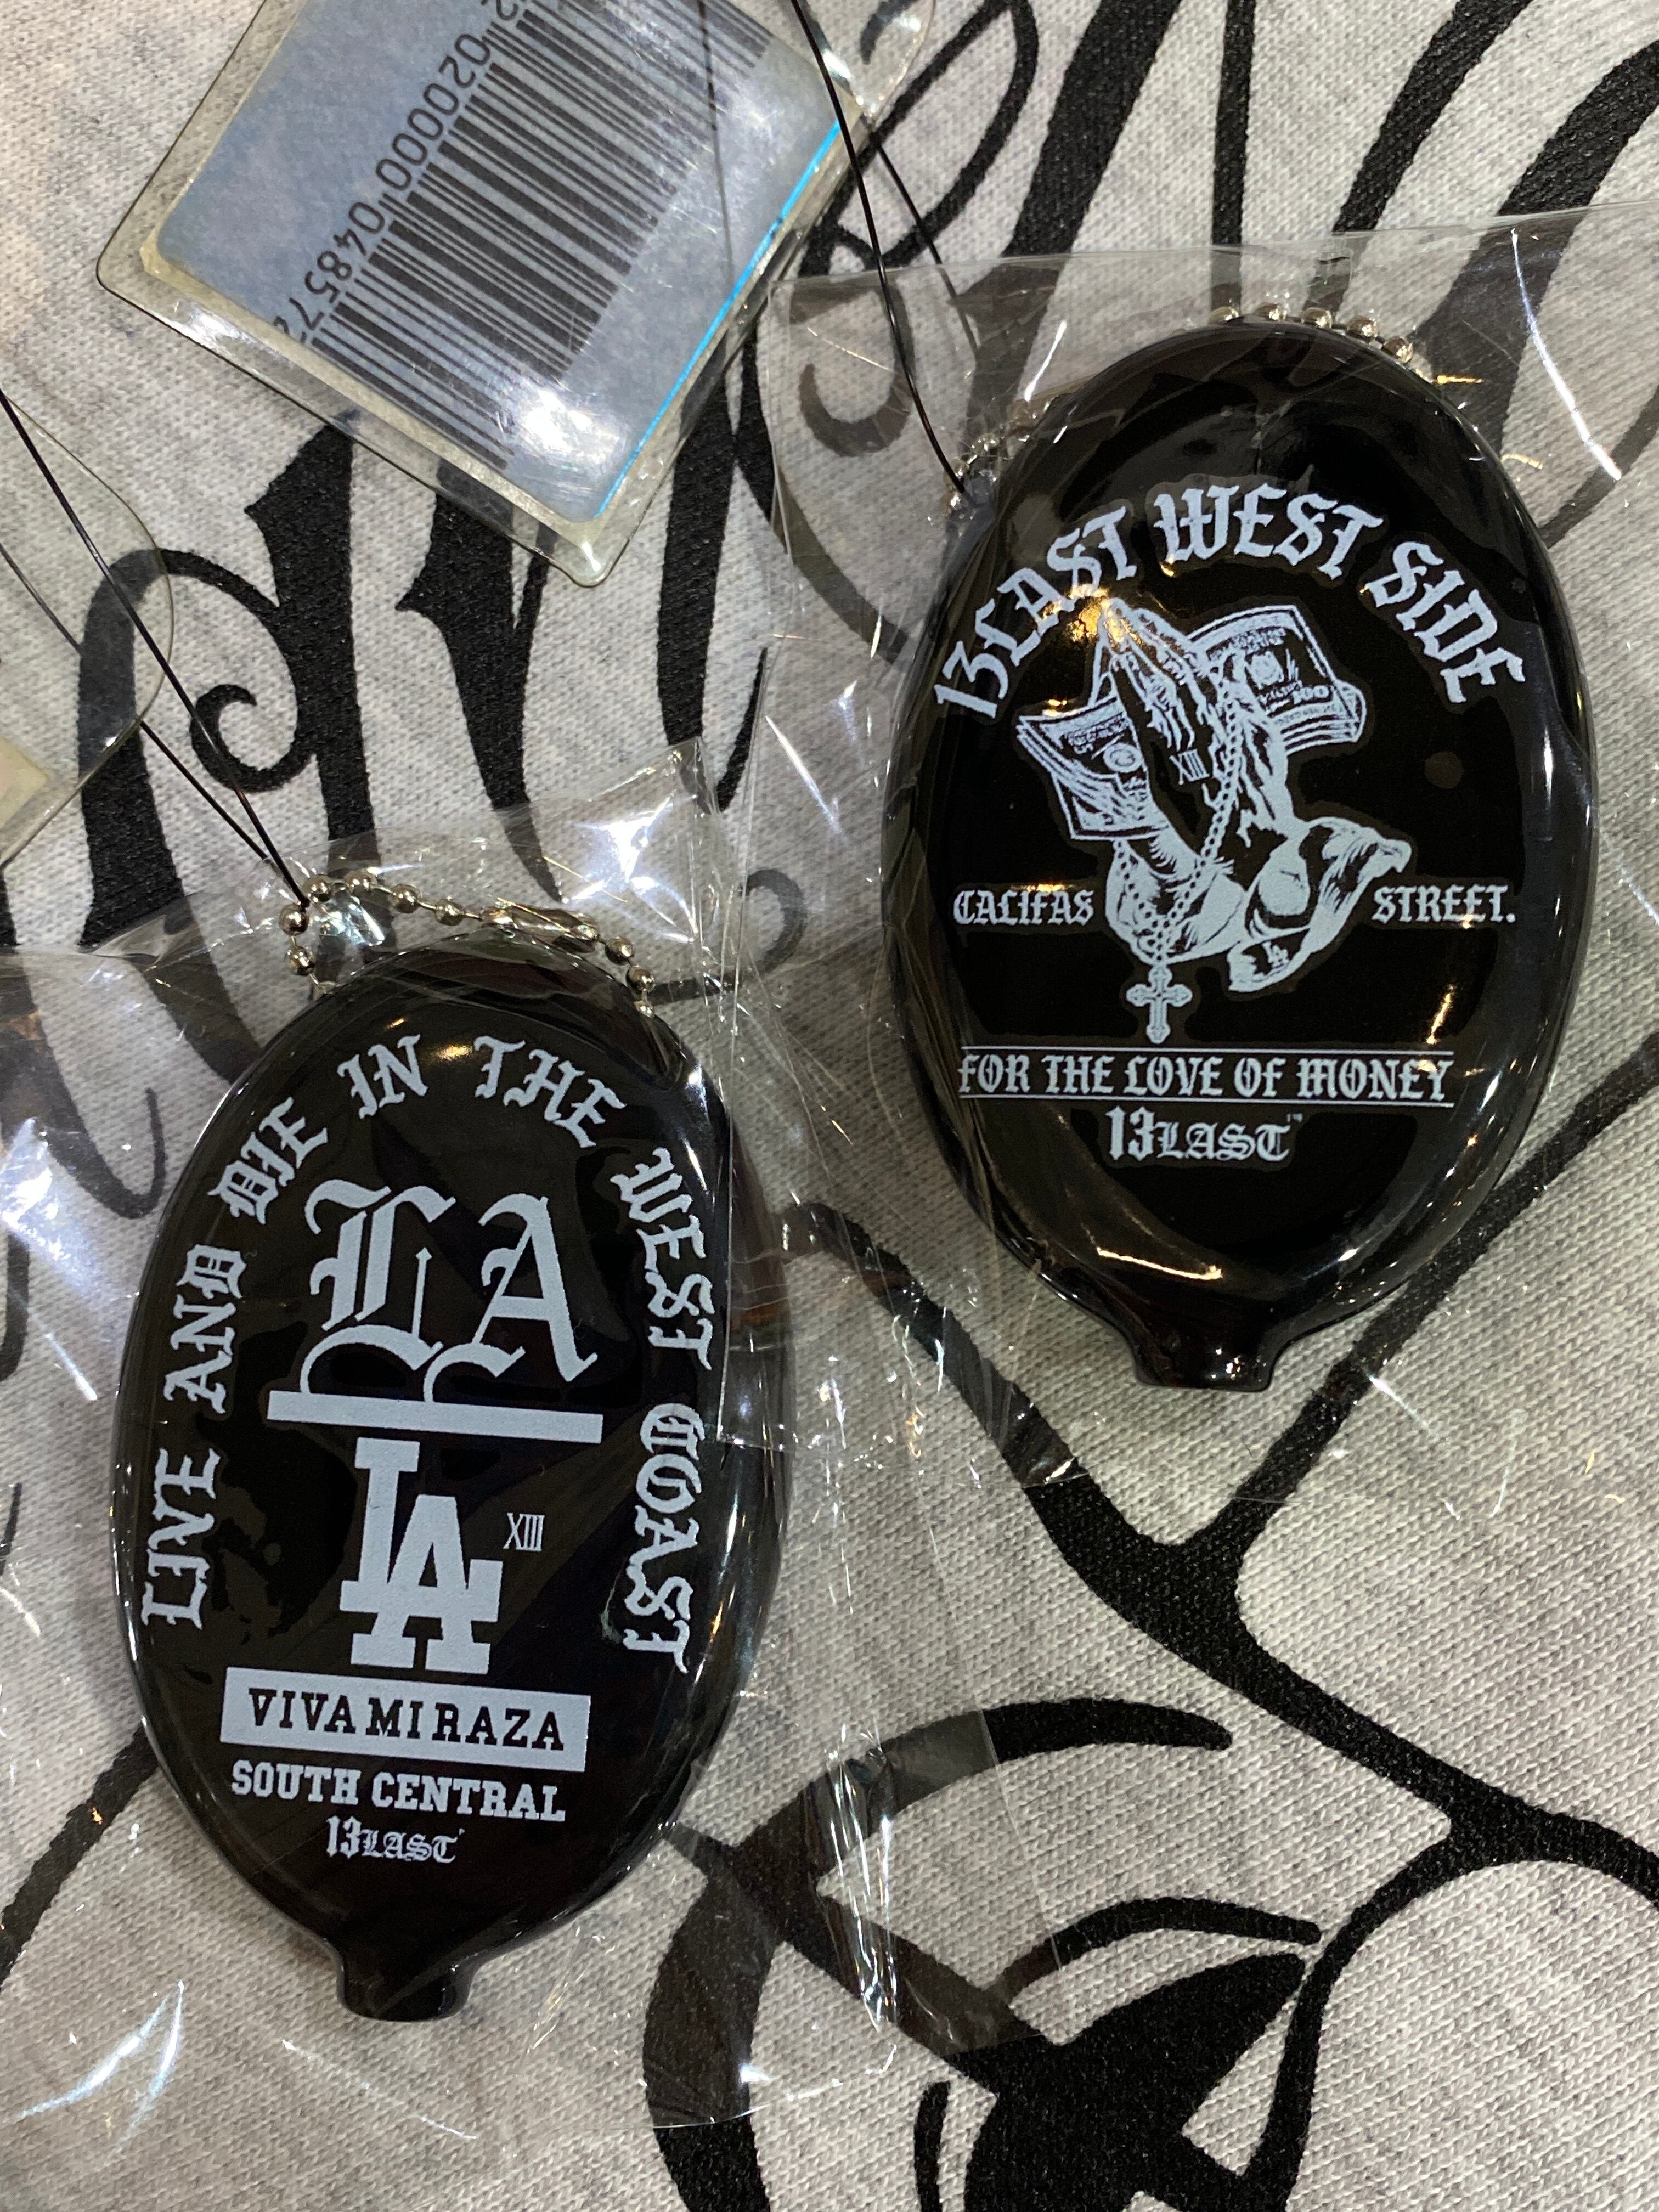 13LAST WEST SIDE
XIII
CALIFAS STREET.
FOR THE LOVE OF MONEY
13LAST™
LIVE AND DIE IN THE WEST COAST
LA
LA
XIII
VIVA MI RAZA
SOUTH CENTRAL
13LAST